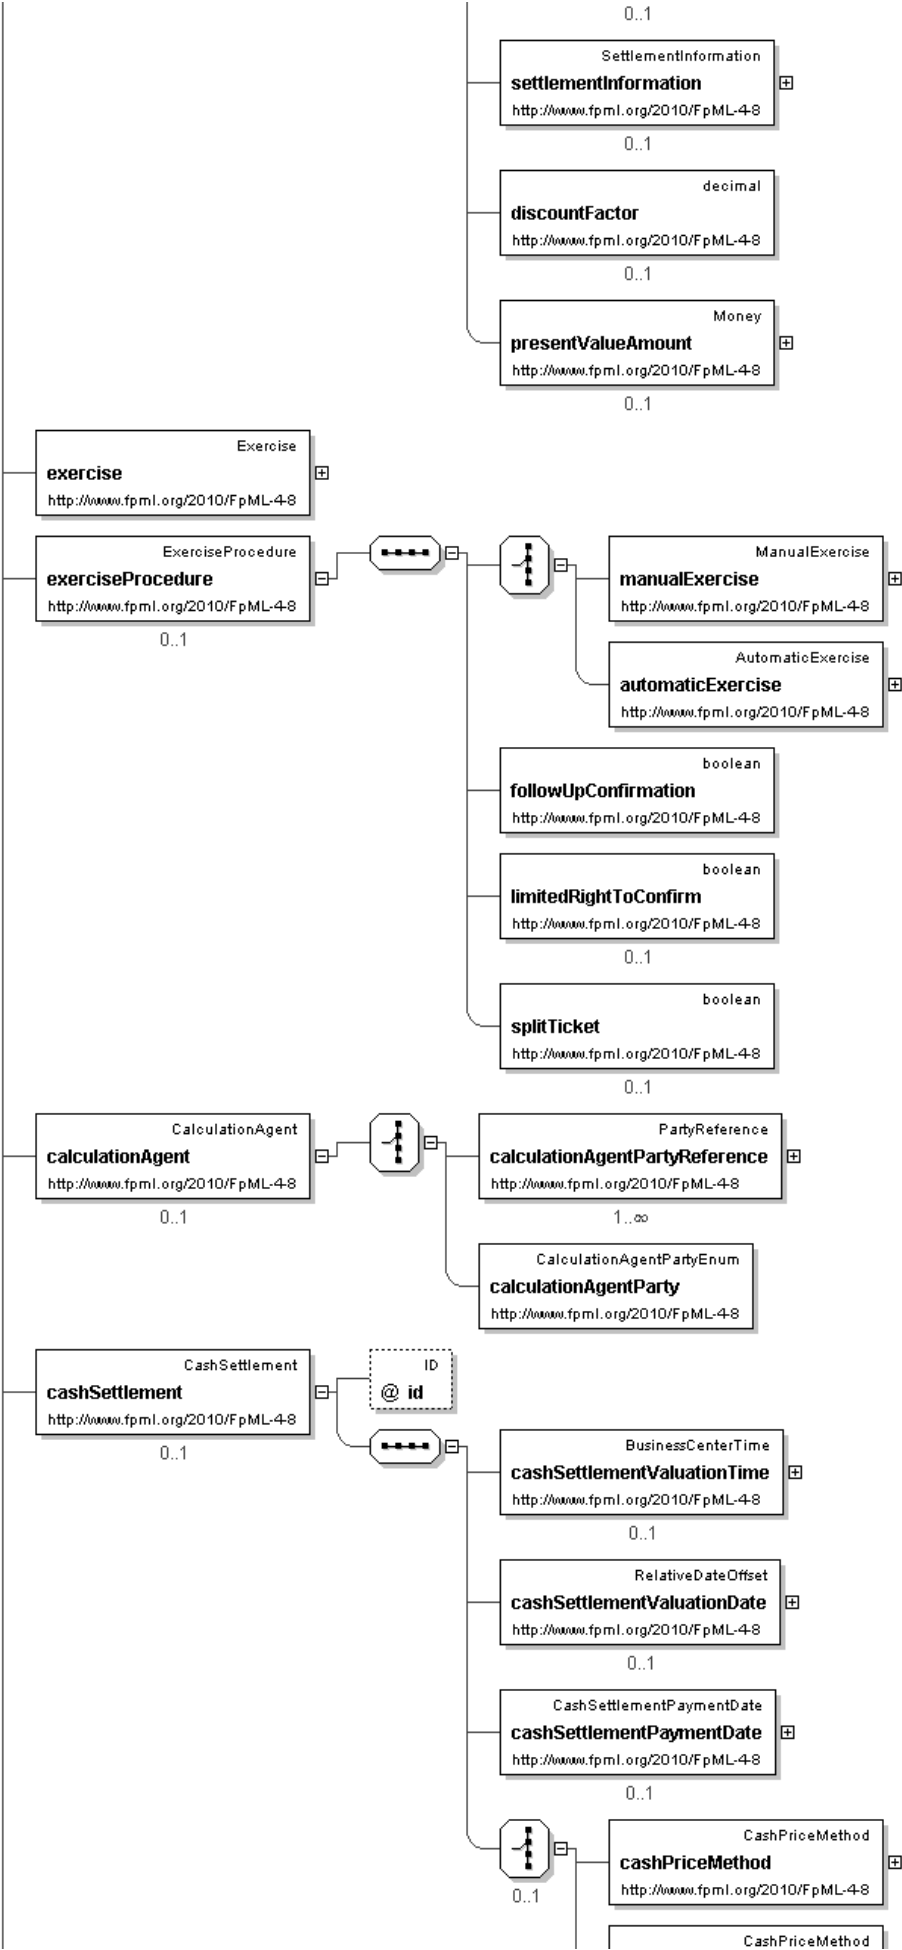 0..1
SettlementInformation
settlementInformation
http://www.fpml.org/2010/FpML-4-8
0..1
decimal
discountFactor
http://www.fpml.org/2010/FpML-4-8
0..1
Money
presentValueAmount
http://www.fpml.org/2010/FpML-4-8
0..1
Exercise
exercise
http://www.fpml.org/2010/FpML-4-8
ExerciseProcedure
exerciseProcedure
http://www.fpml.org/2010/FpML-4-8
0..1
ManualExercise
manualExercise
http://www.fpml.org/2010/FpML-4-8
AutomaticExercise
automaticExercise
http://www.fpml.org/2010/FpML-4-8
boolean
followUpConfirmation
http://www.fpml.org/2010/FpML-4-8
boolean
limitedRightToConfirm
http://www.fpml.org/2010/FpML-4-8
0..1
boolean
splitTicket
http://www.fpml.org/2010/FpML-4-8
0..1
CalculationAgent
calculationAgent
http://www.fpml.org/2010/FpML-4-8
0..1
PartyReference
calculationAgentPartyReference
http://www.fpml.org/2010/FpML-4-8
1..∞
CalculationAgentPartyEnum
calculationAgentParty
http://www.fpml.org/2010/FpML-4-8
CashSettlement
cashSettlement
http://www.fpml.org/2010/FpML-4-8
0..1
ID
@ id
BusinessCenterTime
cashSettlementValuationTime
http://www.fpml.org/2010/FpML-4-8
0..1
RelativeDateOffset
cashSettlementValuationDate
http://www.fpml.org/2010/FpML-4-8
0..1
CashSettlementPaymentDate
cashSettlementPaymentDate
http://www.fpml.org/2010/FpML-4-8
0..1
0..1
CashPriceMethod
cashPriceMethod
http://www.fpml.org/2010/FpML-4-8
CashPriceMethod